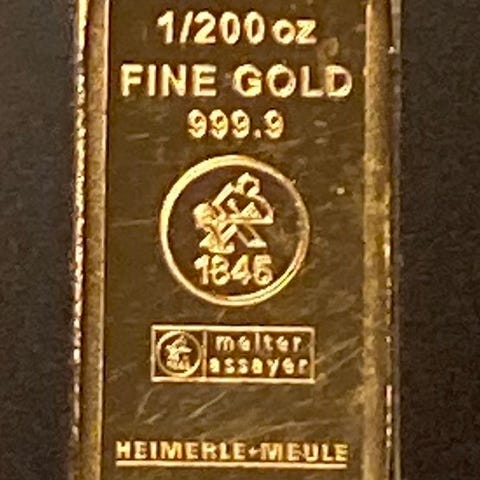 1/200 oz
FINE GOLD
999.9
1845
melter
assayer
HEIMERLE+MEULE